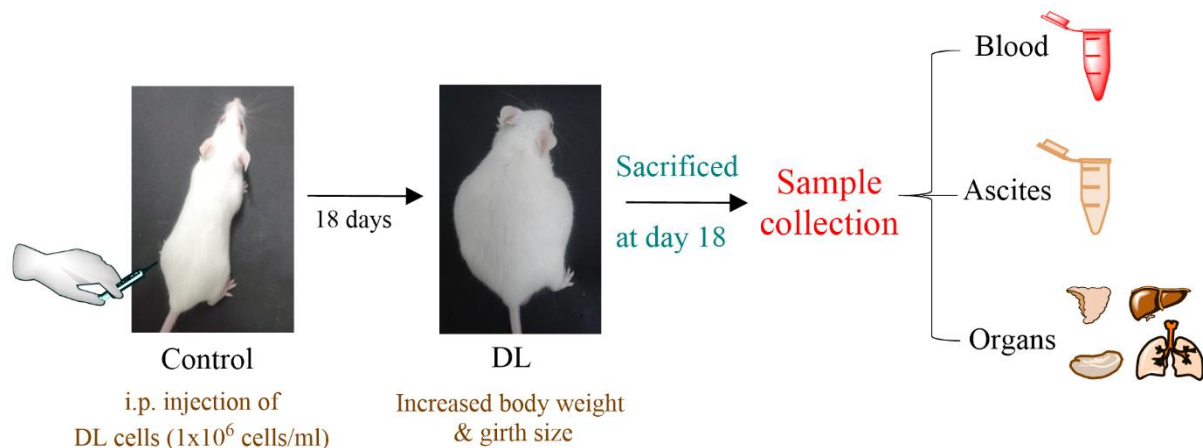 Control
i.p. injection of
DL cells (1x10⁶ cells/ml)
18 days
DL
Increased body weight
& girth size
Sacrificed
at day 18
Sample
collection
Blood
Ascites
Organs